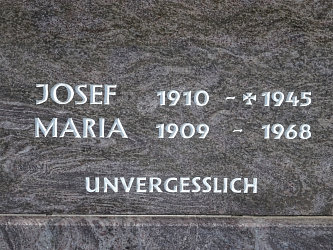 JOSEF 1910 - ✠ 1945
MARIA 1909 - 1968
UNVERGESSLICH